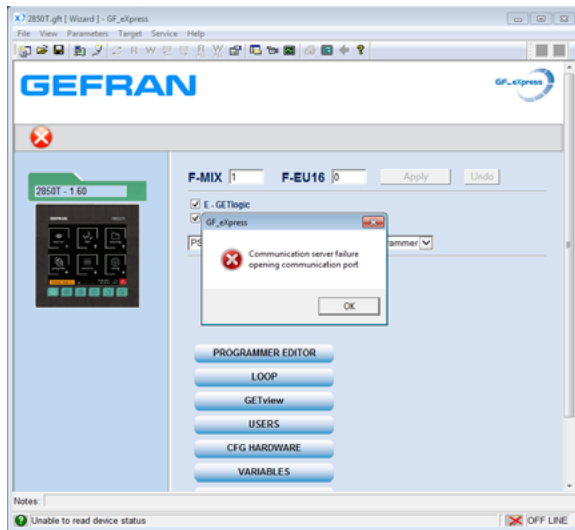 2850T.gft [ Wizard ] - GF_eXpress
File View Parameters Target Service Help
R W
GEFRAN
GF_eXpress
2850T - 1.60
F-MIX 1 F-EU16 0 Apply Undo
E - GETlogic
GF_eXpress
PS
ammer
Communication server failure
opening communication port
OK
PROGRAMMER EDITOR
LOOP
GETview
USERS
CFG HARDWARE
VARIABLES
Notes:
Unable to read device status
OFF LINE